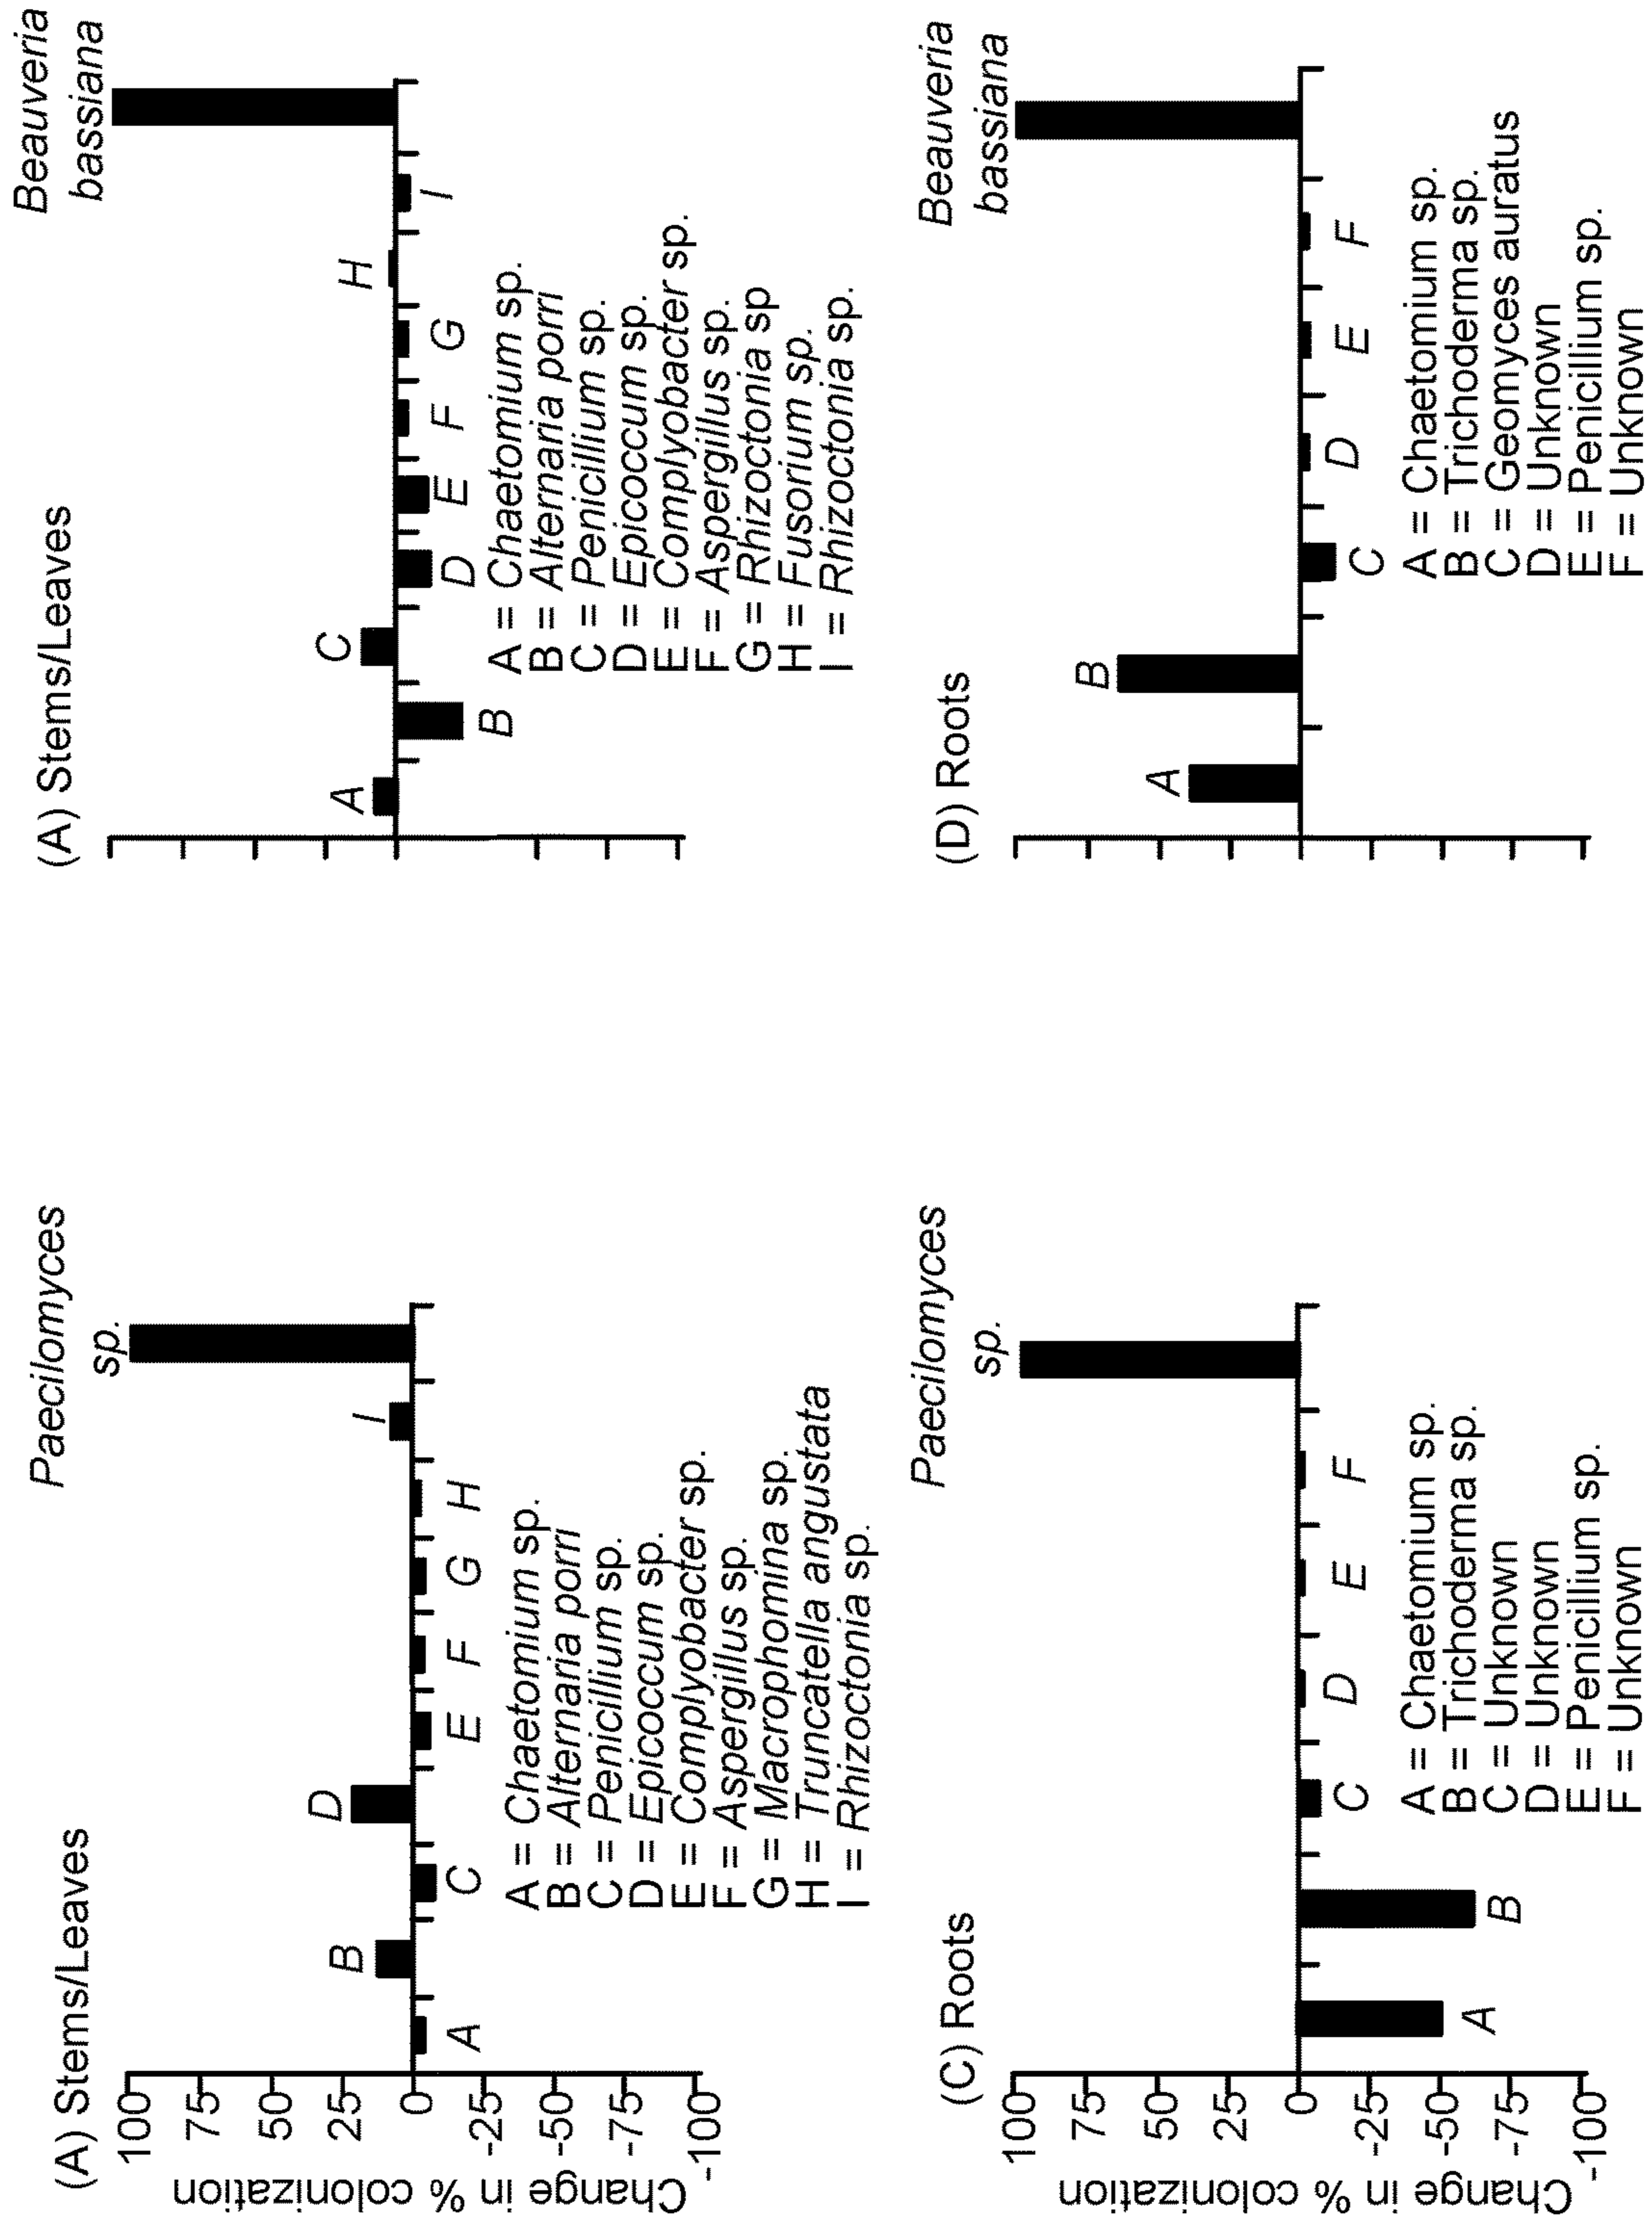 (A) Stems/Leaves
Paecilomyces
sp.
Change in % colonization
100
75
50
25
0
-25
-50
-75
-100
A
B
C
D
E
F
G
H
I
A = Chaetomium sp.
B = Alternaria porri
C = Penicillium sp.
D = Epicoccum sp.
E = Complyobacter sp.
F = Aspergillus sp.
G = Macrophomina sp.
H = Truncatella angustata
I = Rhizoctonia sp.
(A) Stems/Leaves
Beauveria
bassiana
A
B
C
D
E
F
G
H
I
A = Chaetomium sp.
B = Alternaria porri
C = Penicillium sp.
D = Epicoccum sp.
E = Complyobacter sp.
F = Aspergillus sp.
G = Rhizoctonia sp
H = Fusorium sp.
I = Rhizoctonia sp.
(C) Roots
Paecilomyces
sp.
Change in % colonization
100
75
50
25
0
-25
-50
-75
-100
A
B
C
D
E
F
A = Chaetomium sp.
B = Trichoderma sp.
C = Unknown
D = Unknown
E = Penicillium sp.
F = Unknown
(D) Roots
Beauveria
bassiana
A
B
C
D
E
F
A = Chaetomium sp.
B = Trichoderma sp.
C = Geomyces auratus
D = Unknown
E = Penicillium sp.
F = Unknown